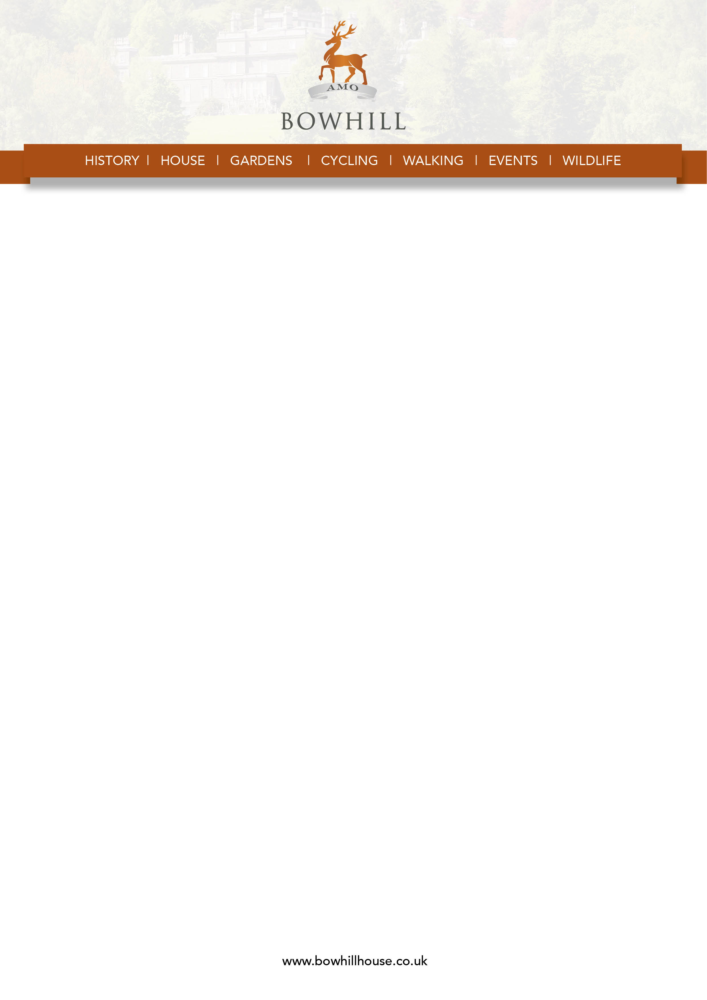 AMO
BOWHILL
HISTORY | HOUSE | GARDENS | CYCLING | WALKING | EVENTS | WILDLIFE
www.bowhillhouse.co.uk